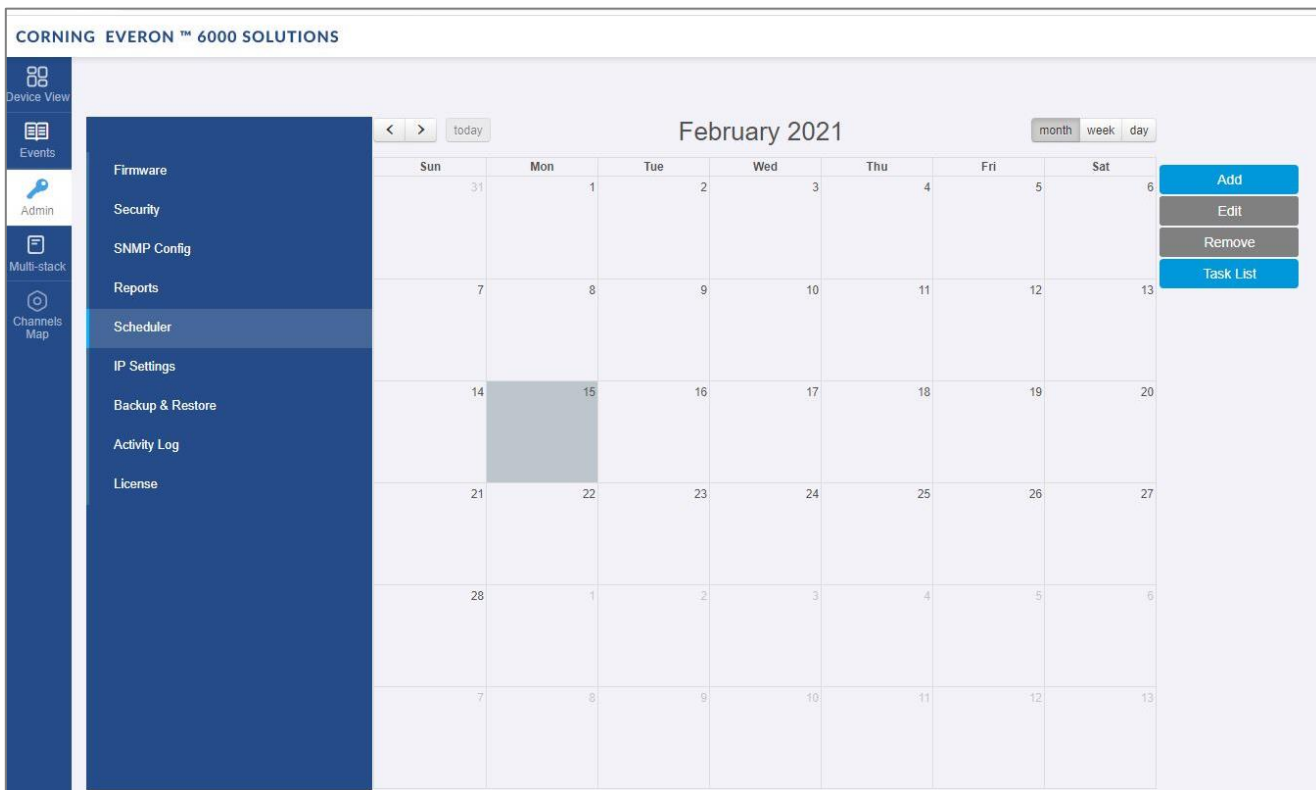 CORNING EVERON ™ 6000 SOLUTIONS
Device View
Events
Admin
Multi-stack
Channels
Map
Firmware
Security
SNMP Config
Reports
Scheduler
IP Settings
Backup & Restore
Activity Log
License
< > today
February 2021
month week day
Sun Mon Tue Wed Thu Fri Sat
31 1 2 3 4 5 6
7 8 9 10 11 12 13
14 15 16 17 18 19 20
21 22 23 24 25 26 27
28 1 2 3 4 5 6
7 8 9 10 11 12 13
Add
Edit
Remove
Task List